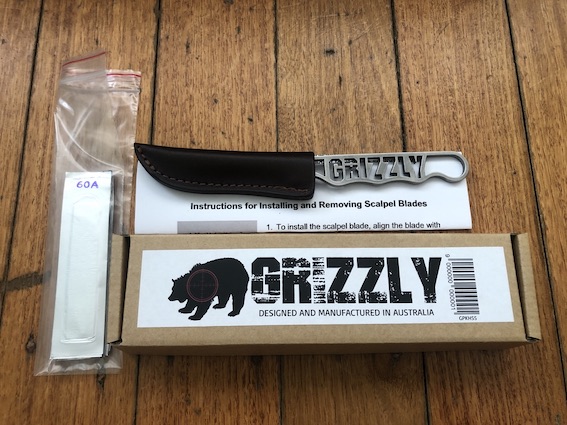 60A
GRIZZLY
Instructions for Installing and Removing Scalpel Blades
1. To install the scalpel blade, align the blade with
GRIZZLY
DESIGNED AND MANUFACTURED IN AUSTRALIA
GPKHSS